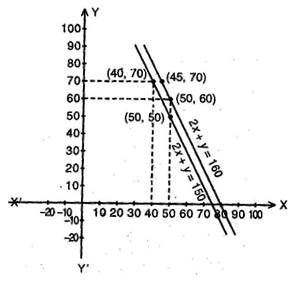 Y
100
90
80
70
60
50
40
30
20
10
(40, 70)
(45, 70)
(50, 60)
(50, 50)
2x + y = 160
2x + y = 150
X'
-20 -10
10 20 30 40 50 60 70 80 90 100
X
-10
-20
Y'